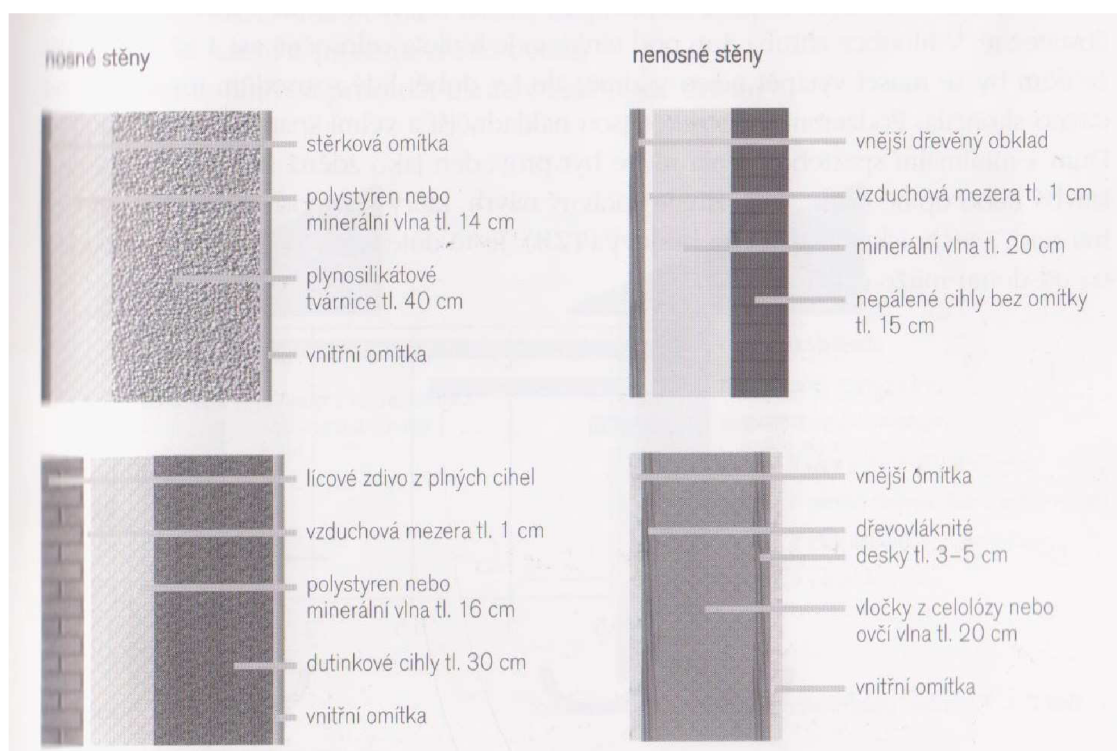 nosné stěny
stěrková omítka
polystyren nebo
minerální vlna tl. 14 cm
plynosilikátové
tvárnice tl. 40 cm
vnitřní omítka
lícové zdivo z plných cihel
vzduchová mezera tl. 1 cm
polystyren nebo
minerální vlna tl. 16 cm
dutinkové cihly tl. 30 cm
vnitřní omítka
nenosné stěny
vnější dřevěný obklad
vzduchová mezera tl. 1 cm
minerální vlna tl. 20 cm
nepálené cihly bez omítky
tl. 15 cm
vnější omítka
dřevovláknité
desky tl. 3–5 cm
vločky z celolózy nebo
ovčí vlna tl. 20 cm
vnitřní omítka